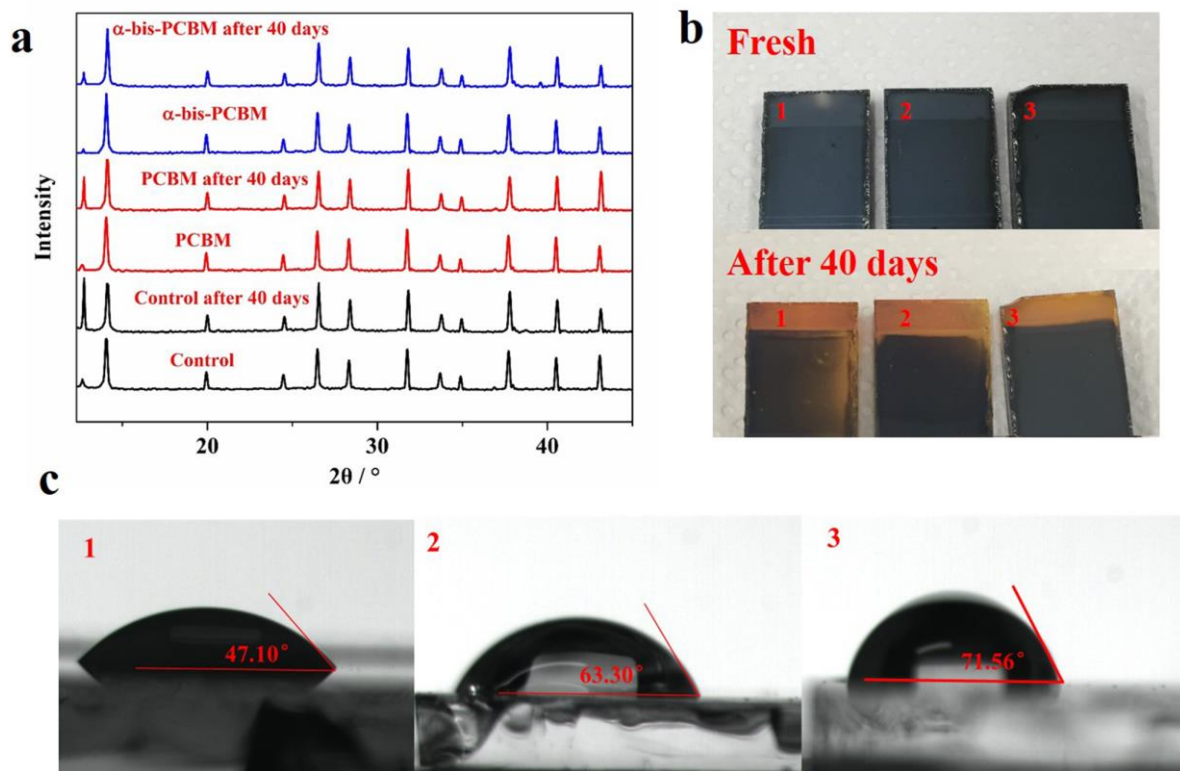 a
α-bis-PCBM after 40 days
α-bis-PCBM
PCBM after 40 days
PCBM
Control after 40 days
Control
Intensity
20
30
40
2θ / °
b
Fresh
1
2
3
After 40 days
1
2
3
c
1
47.10°
2
63.30°
3
71.56°